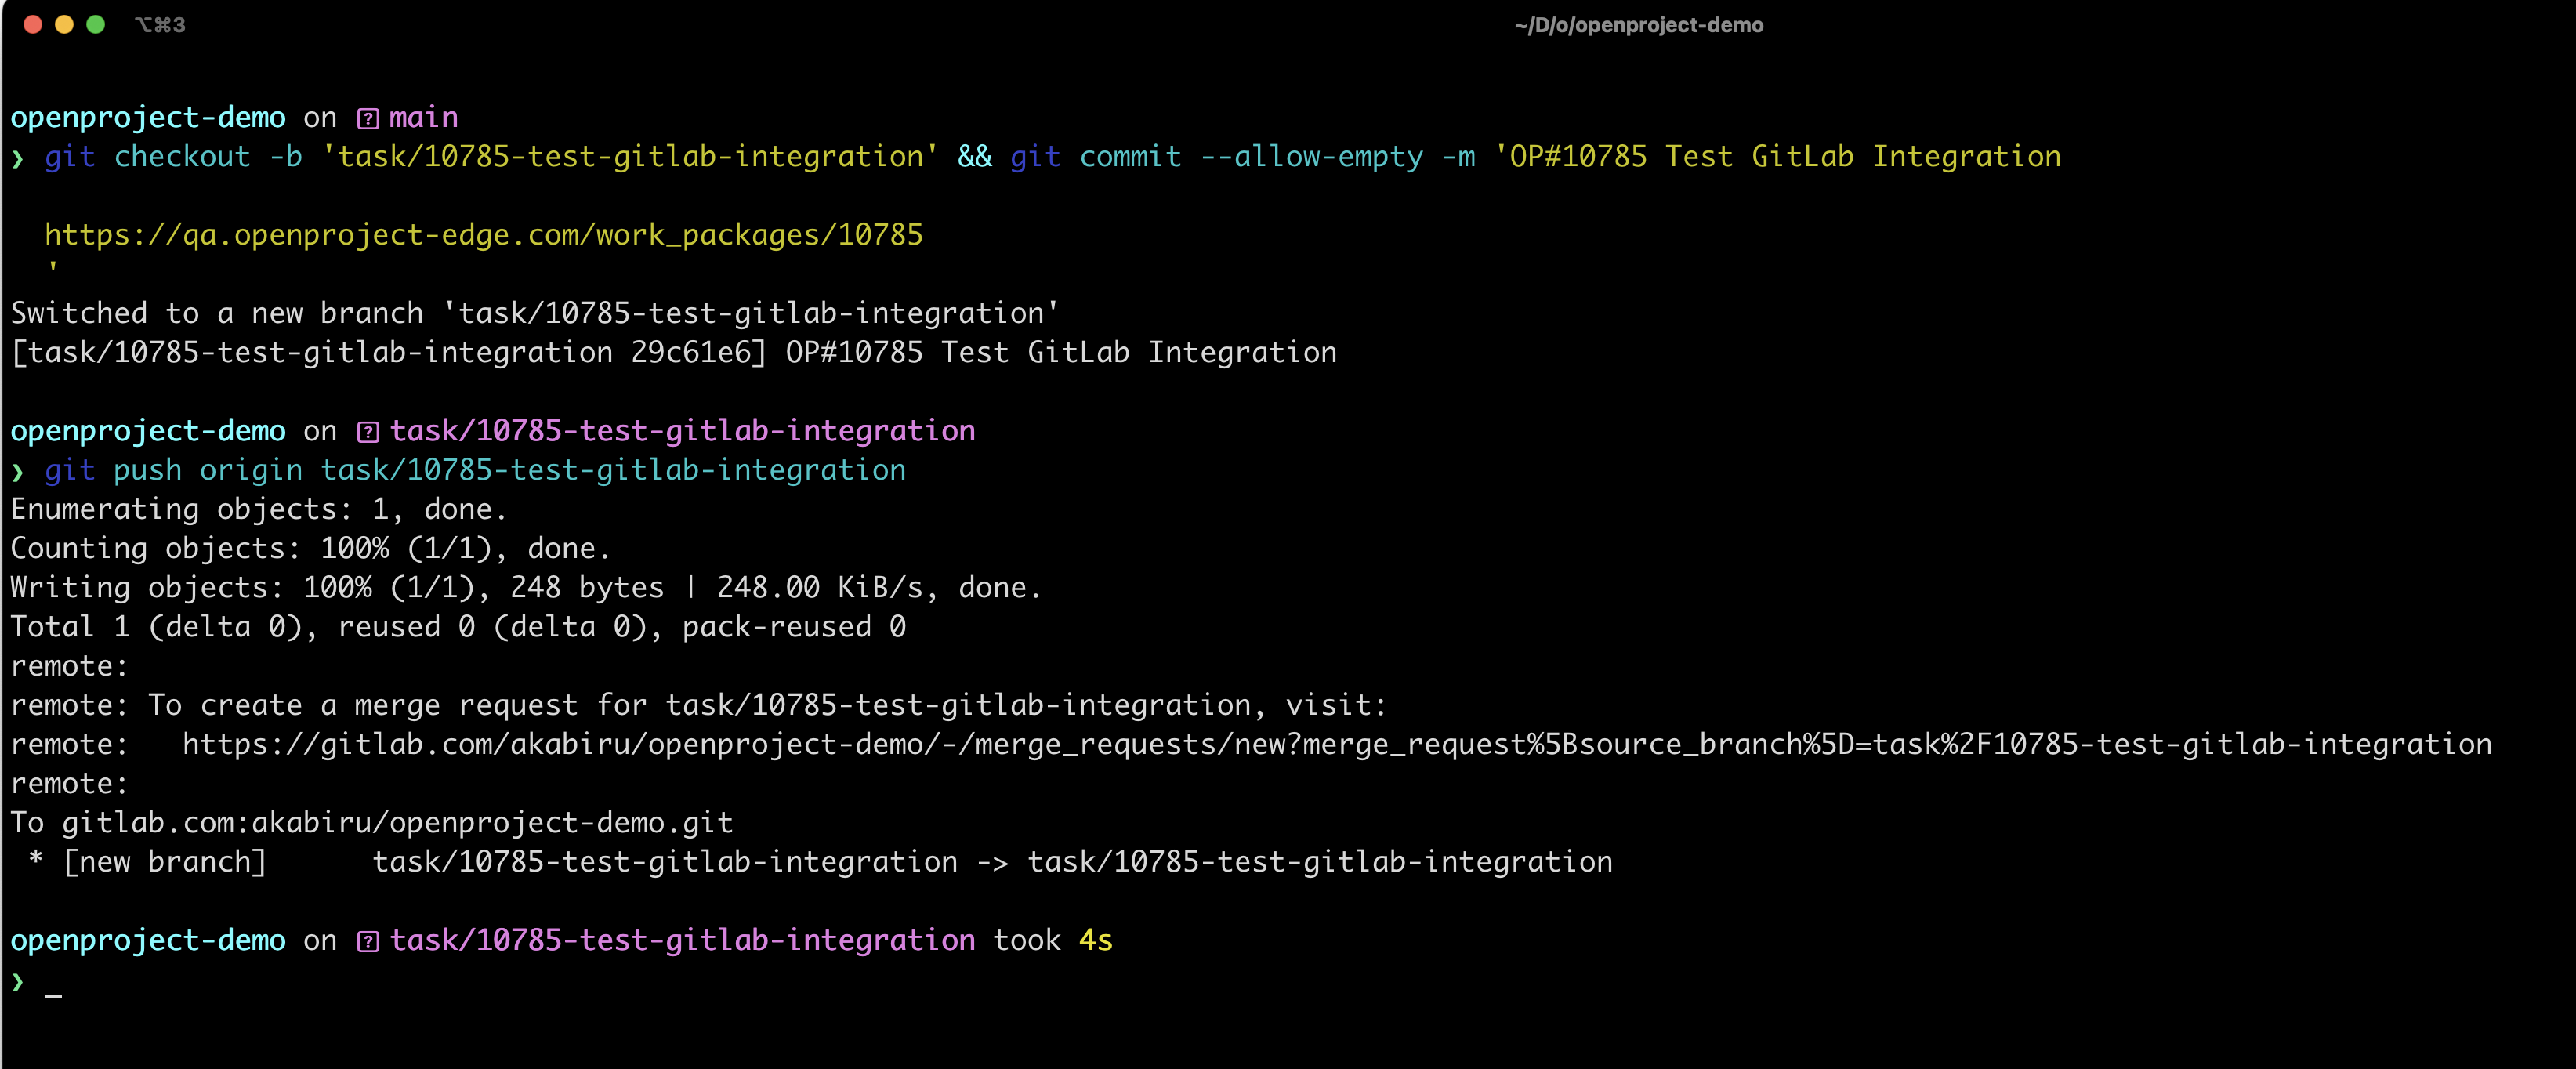 ⌥⌘3
~/D/o/openproject-demo
openproject-demo on ? main
❯ git checkout -b 'task/10785-test-gitlab-integration' && git commit --allow-empty -m 'OP#10785 Test GitLab Integration
https://qa.openproject-edge.com/work_packages/10785
'
Switched to a new branch 'task/10785-test-gitlab-integration'
[task/10785-test-gitlab-integration 29c61e6] OP#10785 Test GitLab Integration
openproject-demo on ? task/10785-test-gitlab-integration
❯ git push origin task/10785-test-gitlab-integration
Enumerating objects: 1, done.
Counting objects: 100% (1/1), done.
Writing objects: 100% (1/1), 248 bytes | 248.00 KiB/s, done.
Total 1 (delta 0), reused 0 (delta 0), pack-reused 0
remote:
remote: To create a merge request for task/10785-test-gitlab-integration, visit:
remote:   https://gitlab.com/akabiru/openproject-demo/-/merge_requests/new?merge_request%5Bsource_branch%5D=task%2F10785-test-gitlab-integration
remote:
To gitlab.com:akabiru/openproject-demo.git
 * [new branch]      task/10785-test-gitlab-integration -> task/10785-test-gitlab-integration
openproject-demo on ? task/10785-test-gitlab-integration took 4s
❯ _